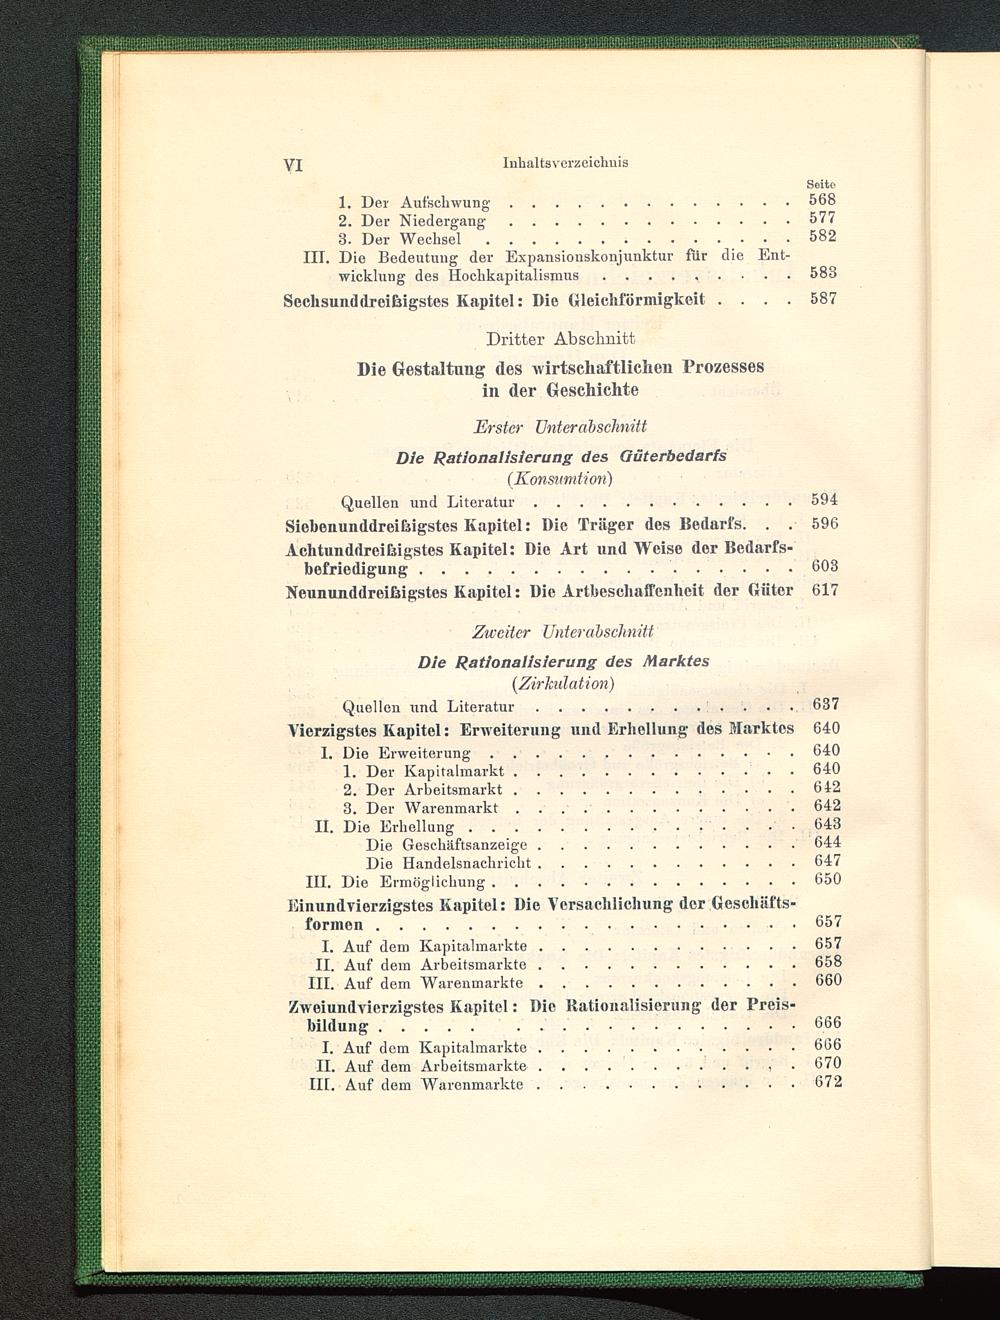 VI Inhaltsverzeichnis
Seite
1. Der Aufschwung . . . . . . . . . . . . . 568
2. Der Niedergang . . . . . . . . . . . . . 577
3. Der Wechsel . . . . . . . . . . . . . . 582
III. Die Bedeutung der Expansionskonjunktur für die Ent-
wicklung des Hochkapitalismus . . . . . . . . . 583
Sechsunddreißigstes Kapitel: Die Gleichförmigkeit . . . . 587
Dritter Abschnitt
Die Gestaltung des wirtschaftlichen Prozesses
in der Geschichte
Erster Unterabschnitt
Die Rationalisierung des Güterbedarfs
(Konsumtion)
Quellen und Literatur . . . . . . . . . . . . 594
Siebenunddreißigstes Kapitel: Die Träger des Bedarfs. . . 596
Achtunddreißigstes Kapitel: Die Art und Weise der Bedarfs-
befriedigung . . . . . . . . . . . . . . . . . 603
Neununddreißigstes Kapitel: Die Artbeschaffenheit der Güter 617
Zweiter Unterabschnitt
Die Rationalisierung des Marktes
(Zirkulation)
Quellen und Literatur . . . . . . . . . . . . 637
Vierzigstes Kapitel: Erweiterung und Erhellung des Marktes 640
I. Die Erweiterung . . . . . . . . . . . . . . 640
1. Der Kapitalmarkt . . . . . . . . . . . . . 640
2. Der Arbeitsmarkt . . . . . . . . . . . . . 642
3. Der Warenmarkt . . . . . . . . . . . . . 642
II. Die Erhellung . . . . . . . . . . . . . . . 643
Die Geschäftsanzeige . . . . . . . . . . . . 644
Die Handelsnachricht . . . . . . . . . . . . 647
III. Die Ermöglichung . . . . . . . . . . . . . . 650
Einundvierzigstes Kapitel: Die Versachlichung der Geschäfts-
formen . . . . . . . . . . . . . . . . . . . 657
I. Auf dem Kapitalmarkte . . . . . . . . . . . . 657
II. Auf dem Arbeitsmarkte . . . . . . . . . . . . 658
III. Auf dem Warenmarkte . . . . . . . . . . . . 660
Zweiundvierzigstes Kapitel: Die Rationalisierung der Preis-
bildung . . . . . . . . . . . . . . . . . . 666
I. Auf dem Kapitalmarkte . . . . . . . . . . . . 666
II. Auf dem Arbeitsmarkte . . . . . . . . . . . . 670
III. Auf dem Warenmarkte . . . . . . . . . . . . 672